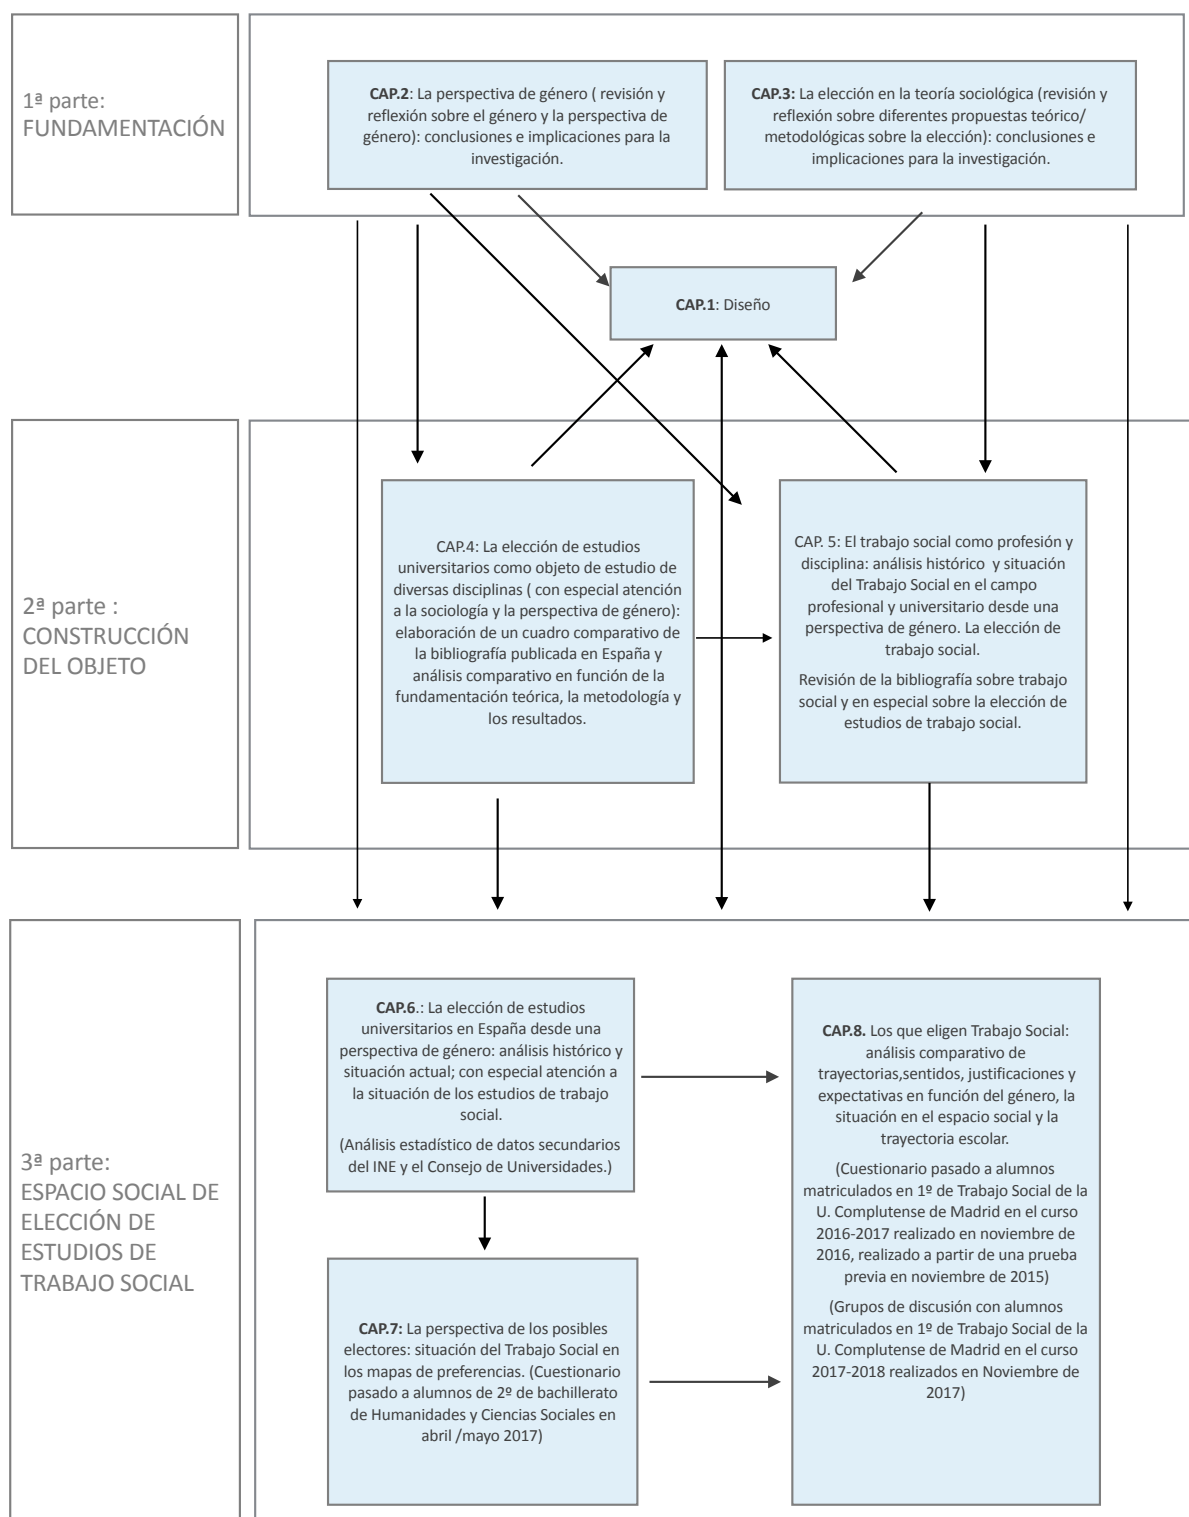 1ª parte:
FUNDAMENTACIÓN
CAP.2: La perspectiva de género ( revisión y
reflexión sobre el género y la perspectiva de
género): conclusiones e implicaciones para la
investigación.
CAP.3: La elección en la teoría sociológica (revisión y
reflexión sobre diferentes propuestas teórico/
metodológicas sobre la elección): conclusiones e
implicaciones para la investigación.
CAP.1: Diseño
2ª parte :
CONSTRUCCIÓN
DEL OBJETO
CAP.4: La elección de estudios
universitarios como objeto de estudio de
diversas disciplinas ( con especial atención
a la sociología y la perspectiva de género):
elaboración de un cuadro comparativo de
la bibliografía publicada en España y
análisis comparativo en función de la
fundamentación teórica, la metodología y
los resultados.
CAP. 5: El trabajo social como profesión y
disciplina: análisis histórico y situación
del Trabajo Social en el campo
profesional y universitario desde una
perspectiva de género. La elección de
trabajo social.
Revisión de la bibliografía sobre trabajo
social y en especial sobre la elección de
estudios de trabajo social.
3ª parte:
ESPACIO SOCIAL DE
ELECCIÓN DE
ESTUDIOS DE
TRABAJO SOCIAL
CAP.6.: La elección de estudios
universitarios en España desde una
perspectiva de género: análisis histórico y
situación actual; con especial atención a
la situación de los estudios de trabajo
social.
(Análisis estadístico de datos secundarios
del INE y el Consejo de Universidades.)
CAP.7: La perspectiva de los posibles
electores: situación del Trabajo Social en
los mapas de preferencias. (Cuestionario
pasado a alumnos de 2º de bachillerato
de Humanidades y Ciencias Sociales en
abril /mayo 2017)
CAP.8. Los que eligen Trabajo Social:
análisis comparativo de
trayectorias,sentidos, justificaciones y
expectativas en función del género, la
situación en el espacio social y la
trayectoria escolar.
(Cuestionario pasado a alumnos
matriculados en 1º de Trabajo Social de la
U. Complutense de Madrid en el curso
2016-2017 realizado en noviembre de
2016, realizado a partir de una prueba
previa en noviembre de 2015)
(Grupos de discusión con alumnos
matriculados en 1º de Trabajo Social de la
U. Complutense de Madrid en el curso
2017-2018 realizados en Noviembre de
2017)